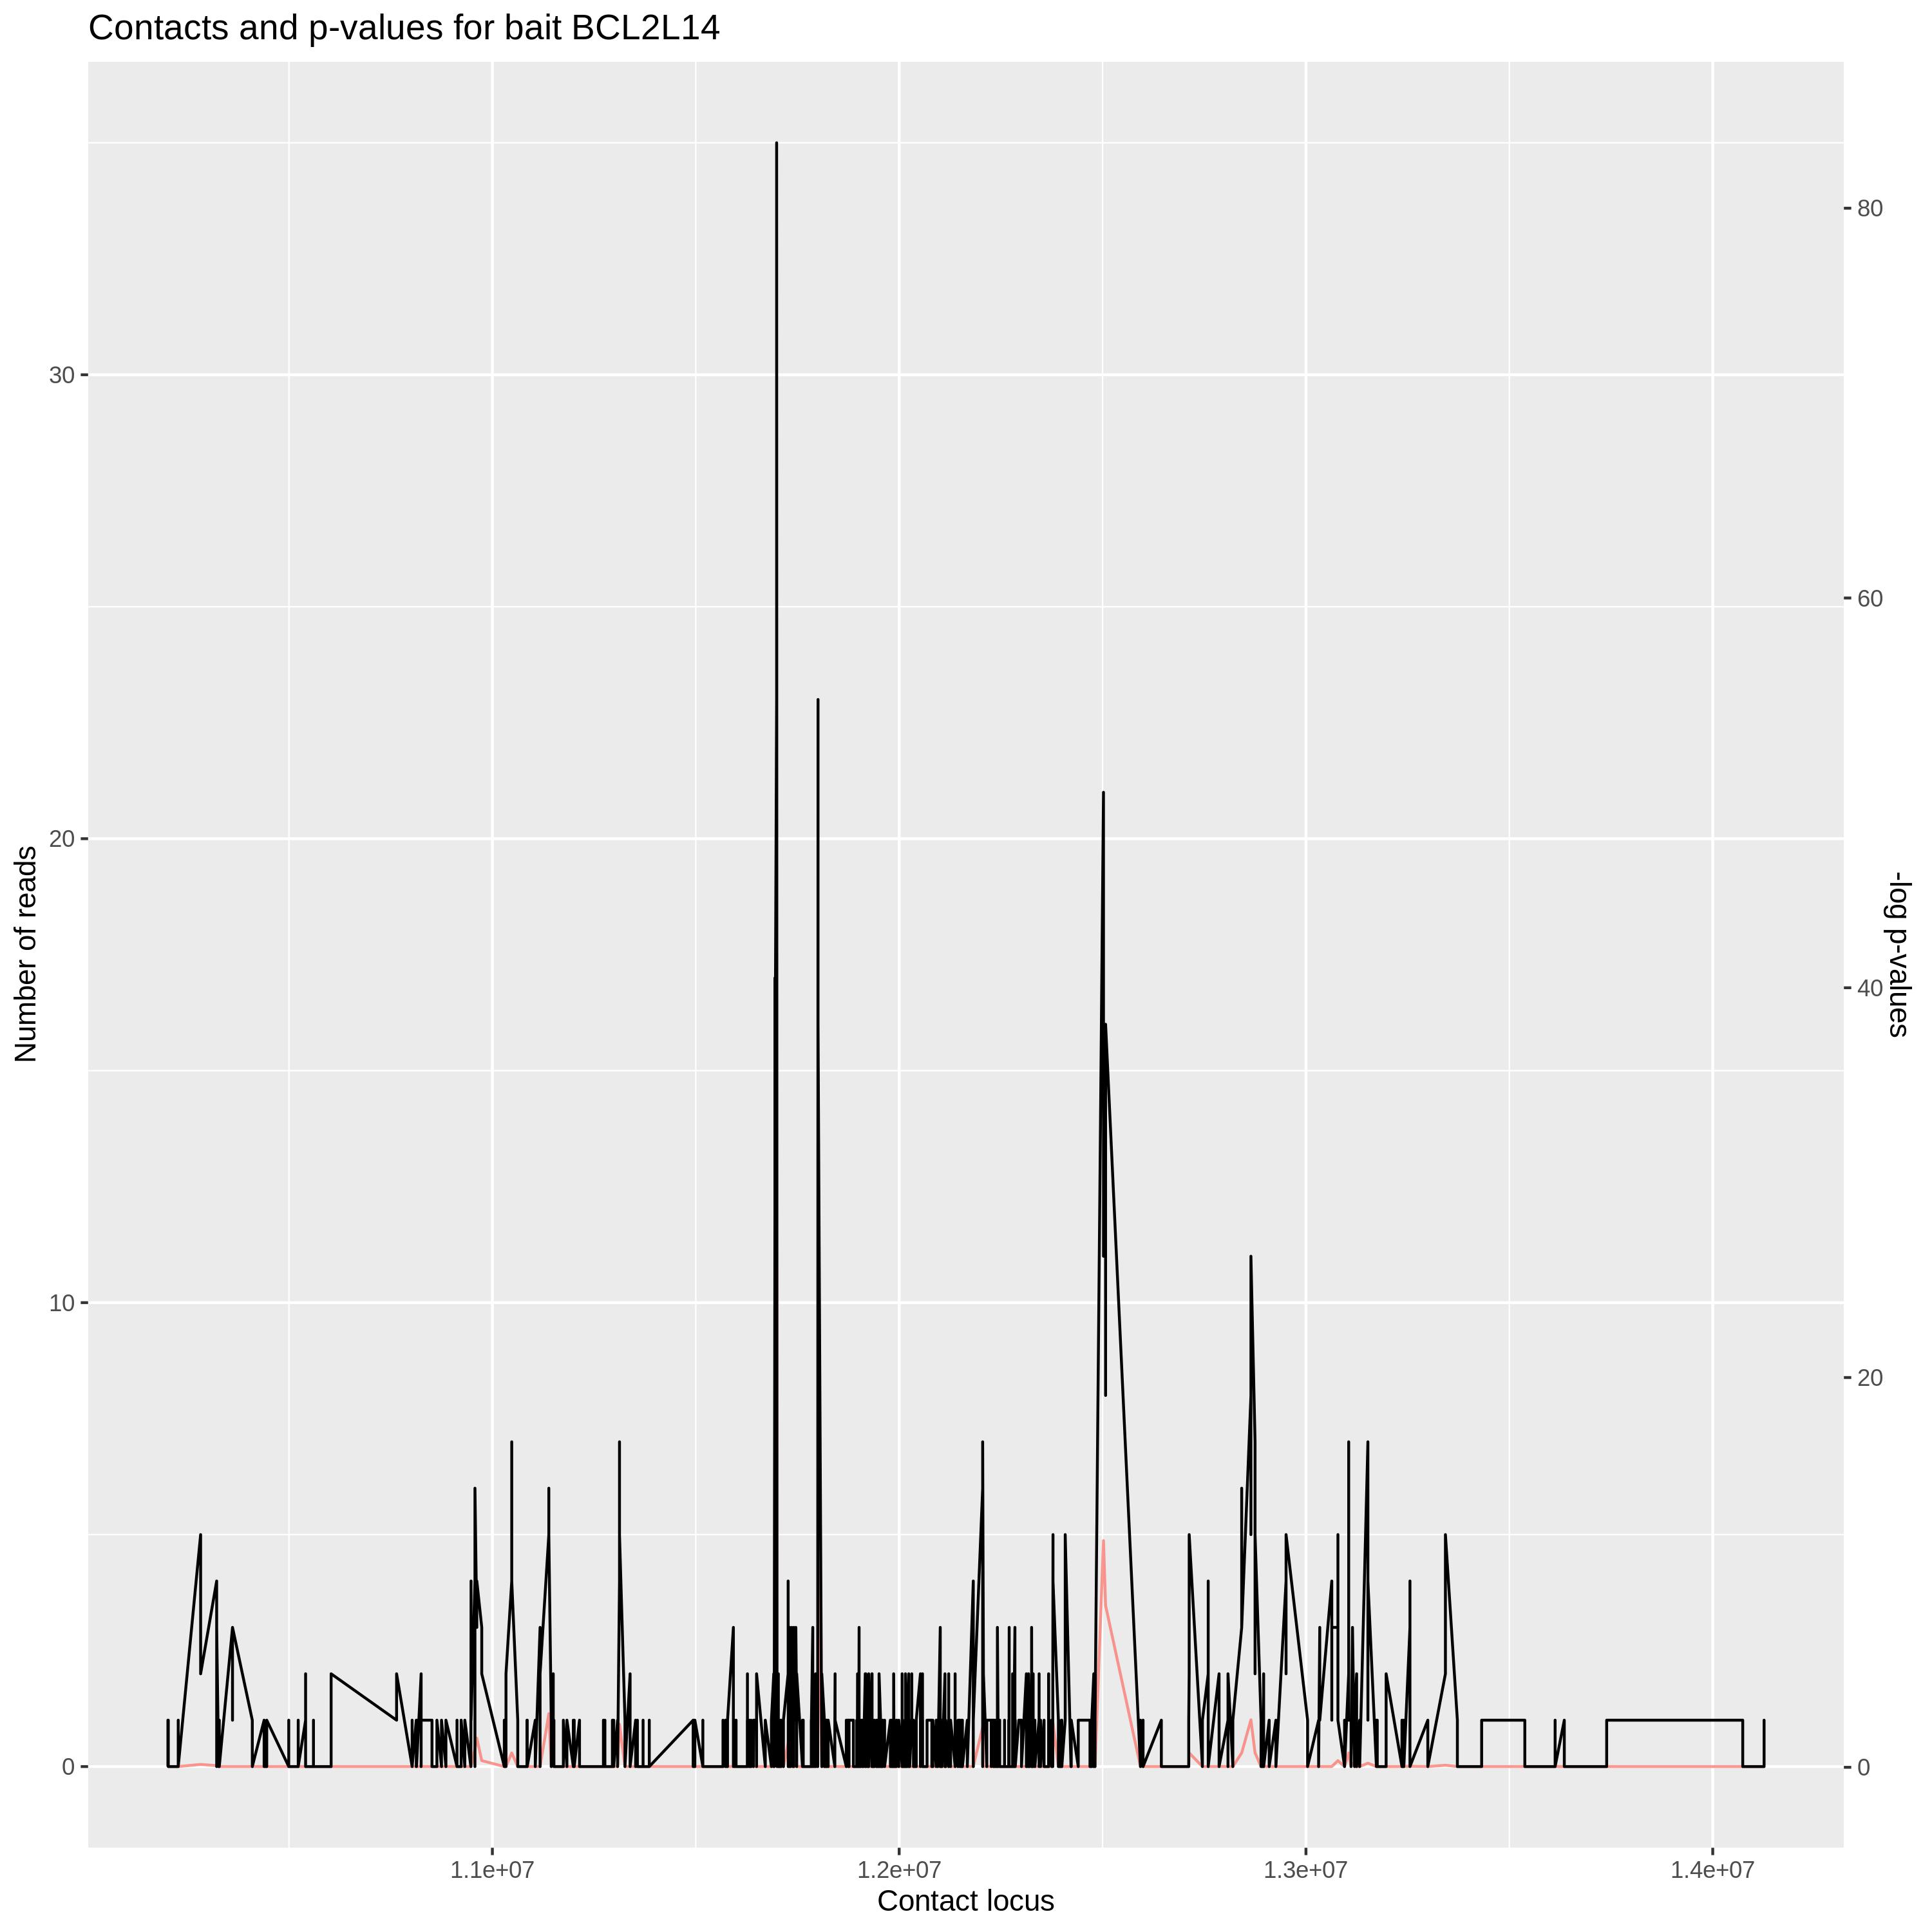 Contacts and p-values for bait BCL2L14
30
20
10
0
Number of reads
80
60
40
20
0
-log p-values
1.1e+07
1.2e+07
1.3e+07
1.4e+07
Contact locus